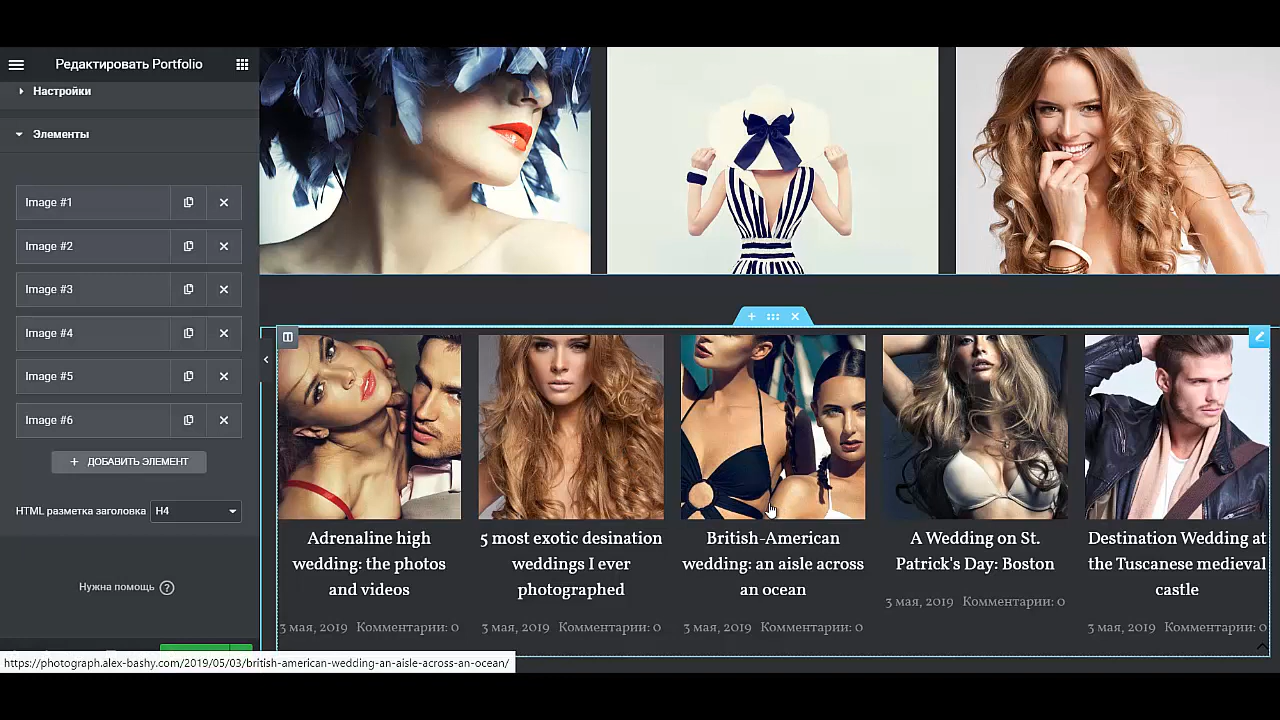 Редактировать Portfolio
Настройки
Элементы
Image #1
Image #2
Image #3
Image #4
Image #5
Image #6
+ ДОБАВИТЬ ЭЛЕМЕНТ
HTML разметка заголовка H4
Нужна помощь ?
Adrenaline high
wedding: the photos
and videos
3 мая, 2019 Комментарии: 0
5 most exotic desination
weddings I ever
photographed
3 мая, 2019 Комментарии: 0
British-American
wedding: an aisle across
an ocean
3 мая, 2019 Комментарии: 0
A Wedding on St.
Patrick's Day: Boston
3 мая, 2019 Комментарии: 0
Destination Wedding at
the Tuscanese medieval
castle
3 мая, 2019 Комментарии: 0
https://photograph.alex-bashy.com/2019/05/03/british-american-wedding-an-aisle-across-an-ocean/